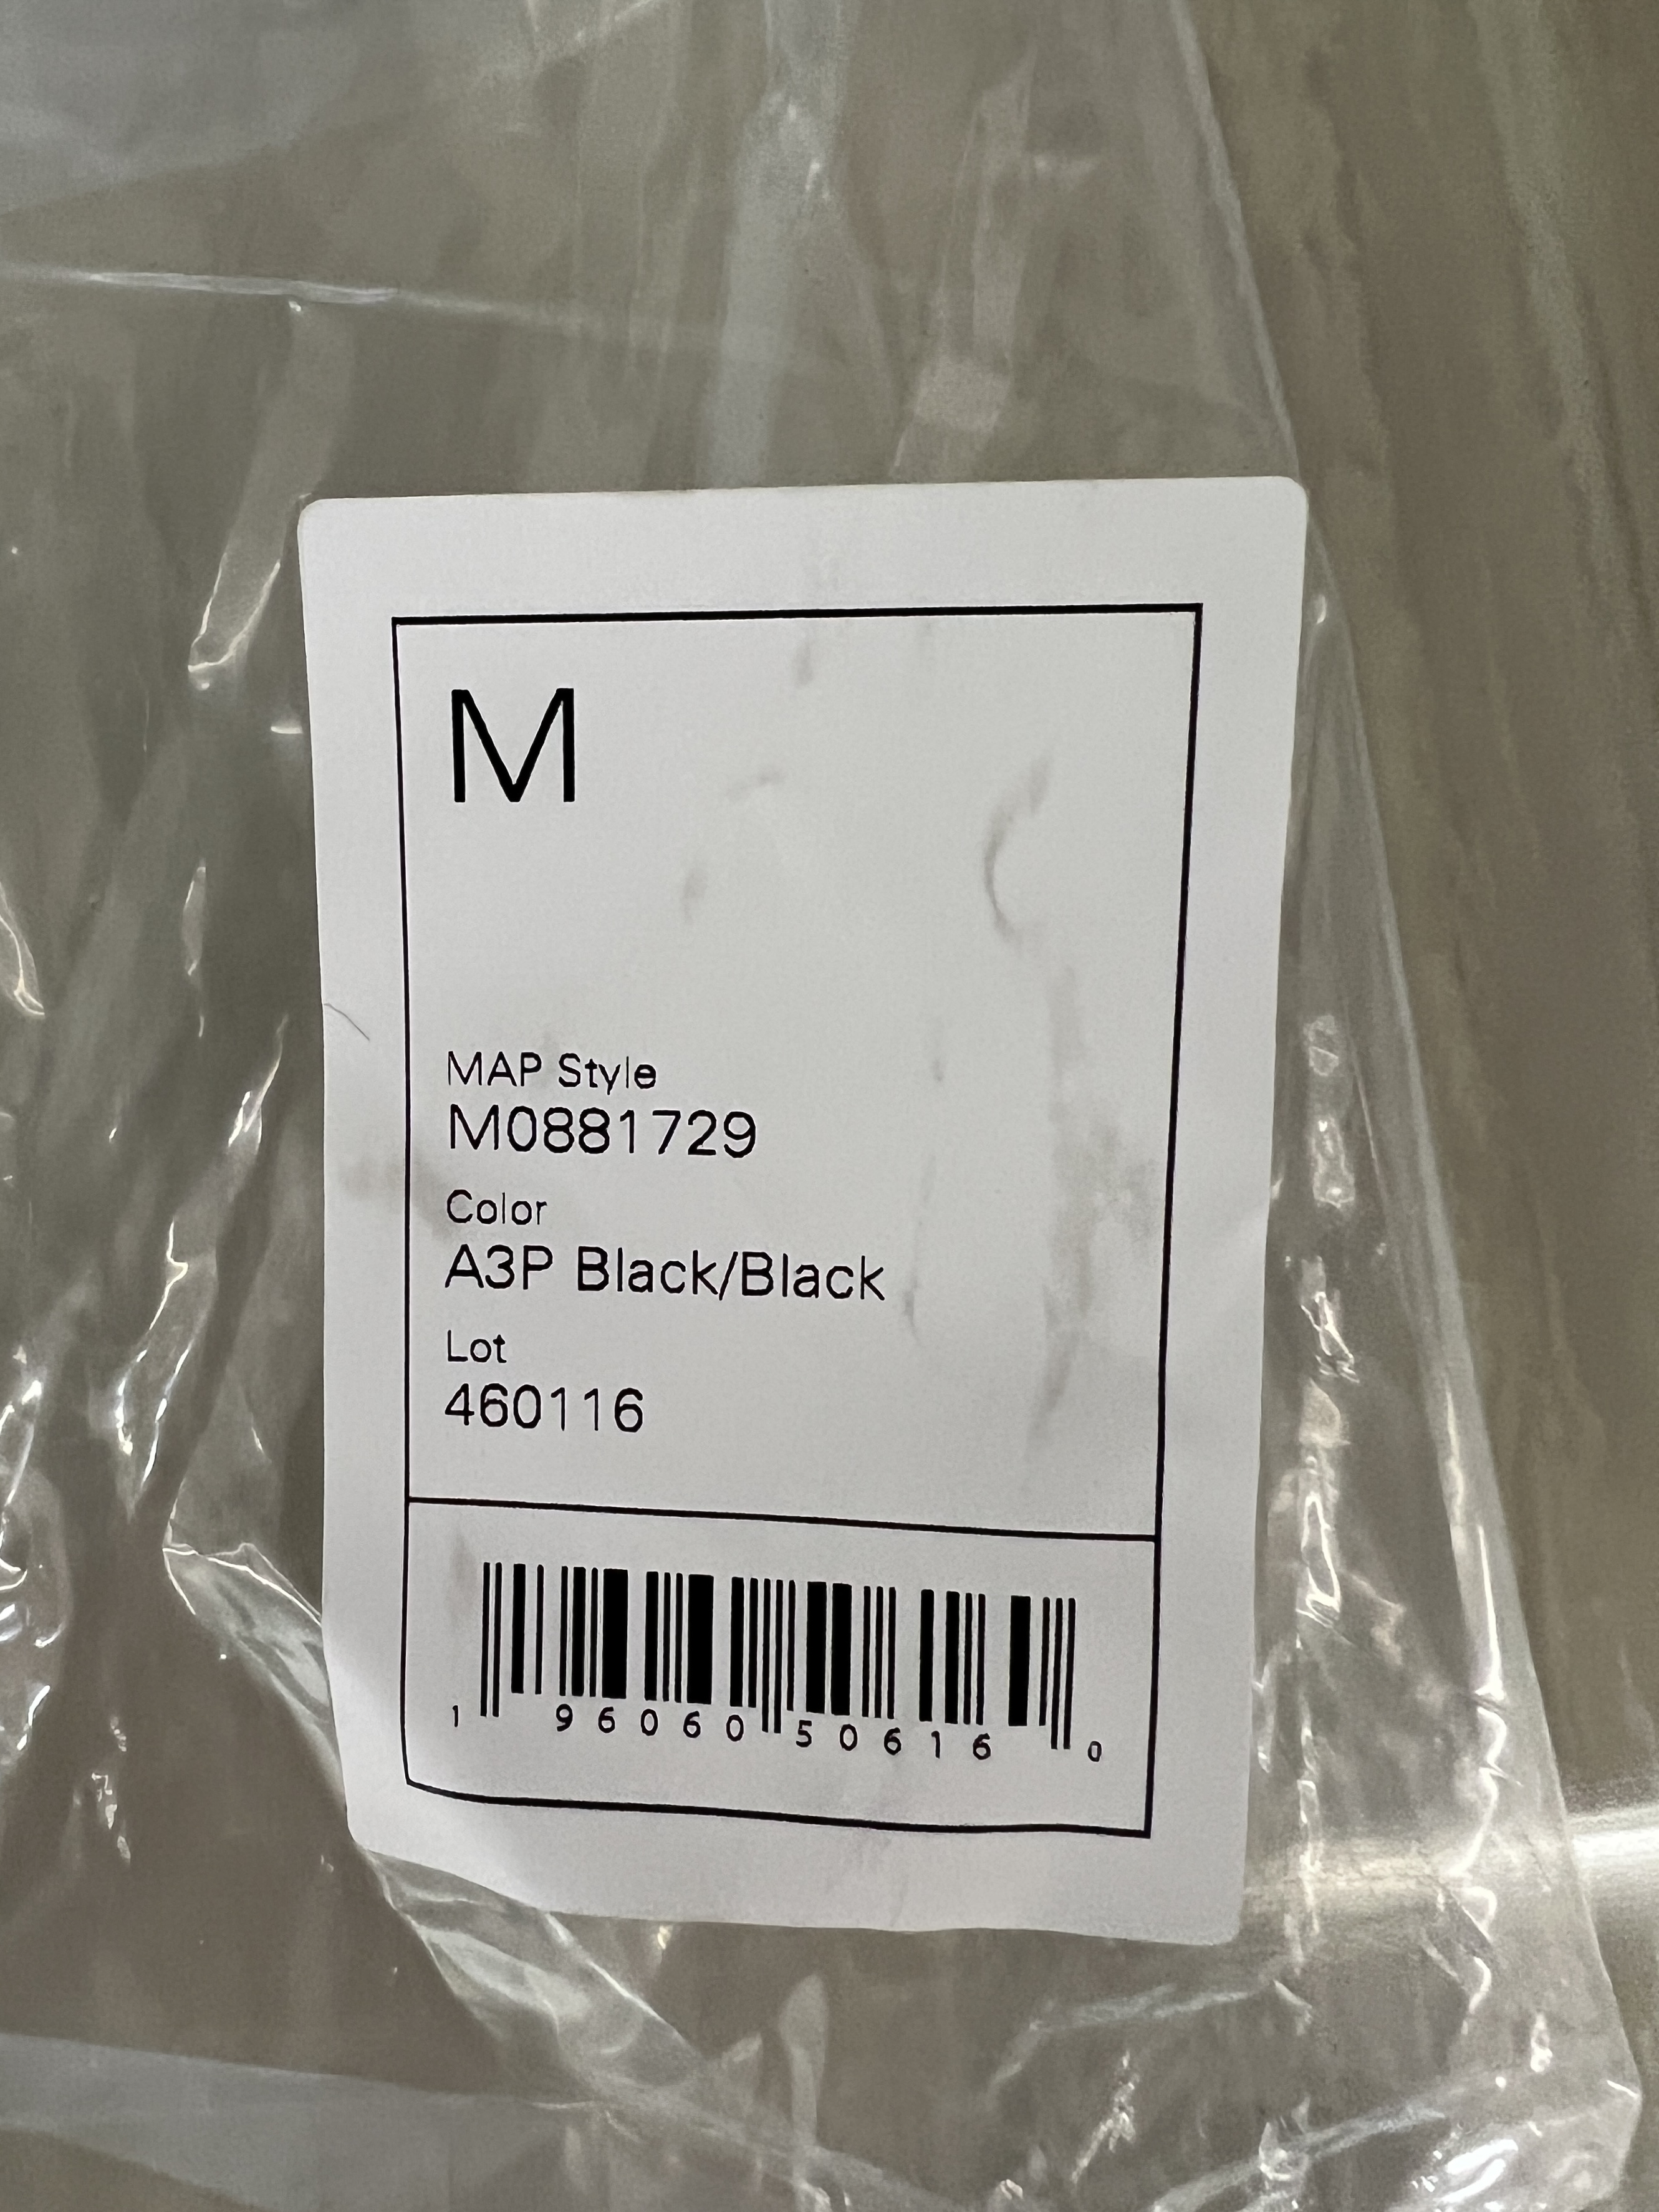 M
MAP Style
M0881729
Color
A3P Black/Black
Lot
460116
1 96060 50616 0